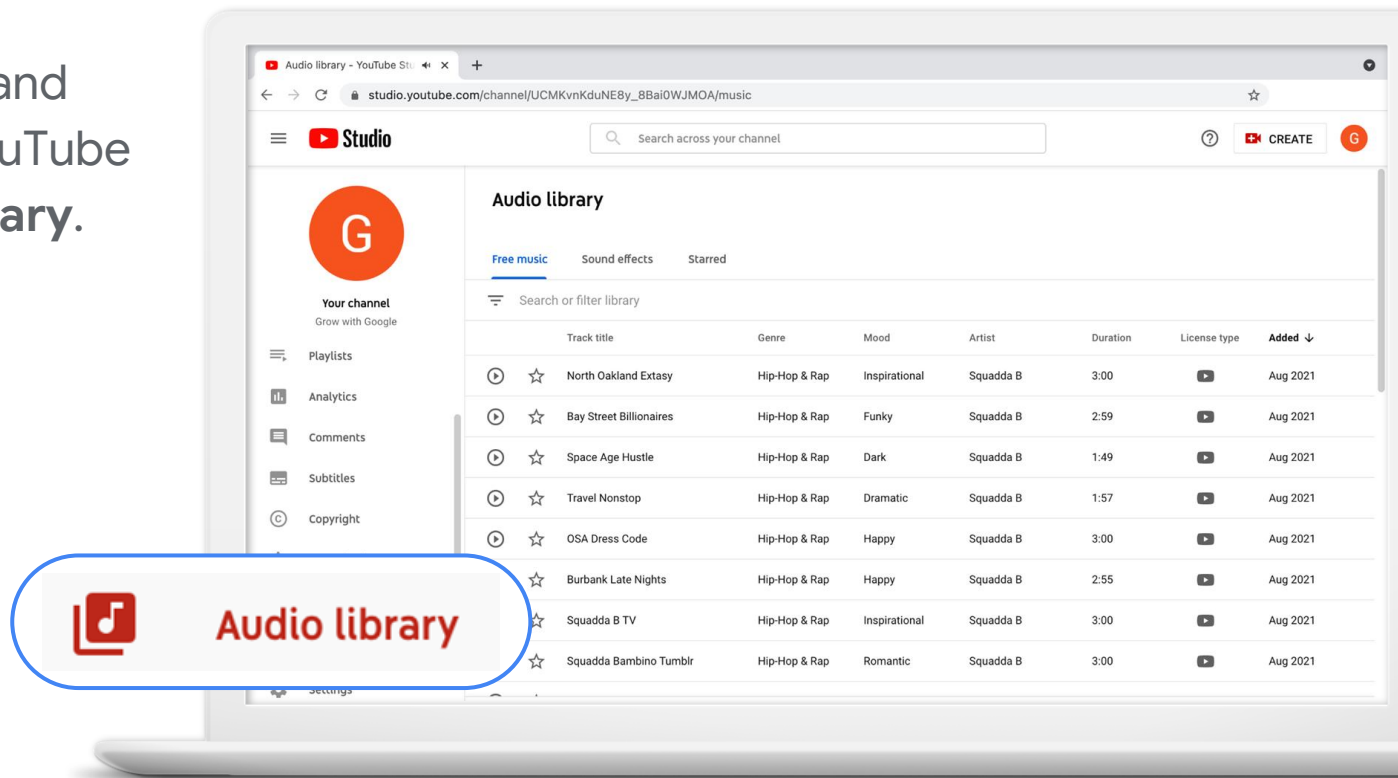 and
uTube
ary.
Audio library - YouTube Stu
studio.youtube.com/channel/UCMKvnKduNE8y_8Bai0WJMOA/music
Studio
Search across your channel
CREATE
G
G
Your channel
Grow with Google
Playlists
Analytics
Comments
Subtitles
Copyright
Audio library
Settings
Audio library
Free music Sound effects Starred
Search or filter library
Track title Genre Mood Artist Duration License type Added
North Oakland Extasy Hip-Hop & Rap Inspirational Squadda B 3:00 Aug 2021
Bay Street Billionaires Hip-Hop & Rap Funky Squadda B 2:59 Aug 2021
Space Age Hustle Hip-Hop & Rap Dark Squadda B 1:49 Aug 2021
Travel Nonstop Hip-Hop & Rap Dramatic Squadda B 1:57 Aug 2021
OSA Dress Code Hip-Hop & Rap Happy Squadda B 3:00 Aug 2021
Burbank Late Nights Hip-Hop & Rap Happy Squadda B 2:55 Aug 2021
Squadda B TV Hip-Hop & Rap Inspirational Squadda B 3:00 Aug 2021
Squadda Bambino Tumblr Hip-Hop & Rap Romantic Squadda B 3:00 Aug 2021